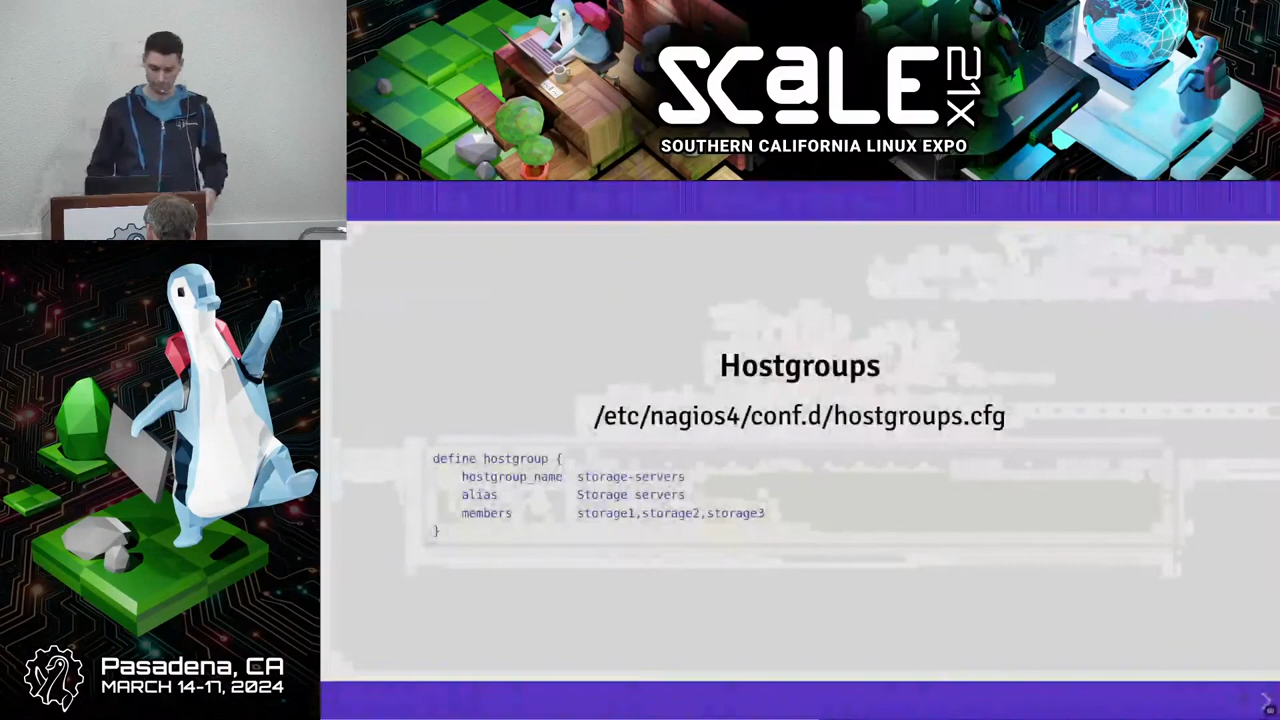 SCaLE 21x
SOUTHERN CALIFORNIA LINUX EXPO
Hostgroups
/etc/nagios4/conf.d/hostgroups.cfg
define hostgroup {
    hostgroup_name  storage-servers
    alias           Storage servers
    members         storage1,storage2,storage3
}
Pasadena, CA
MARCH 14-17, 2024